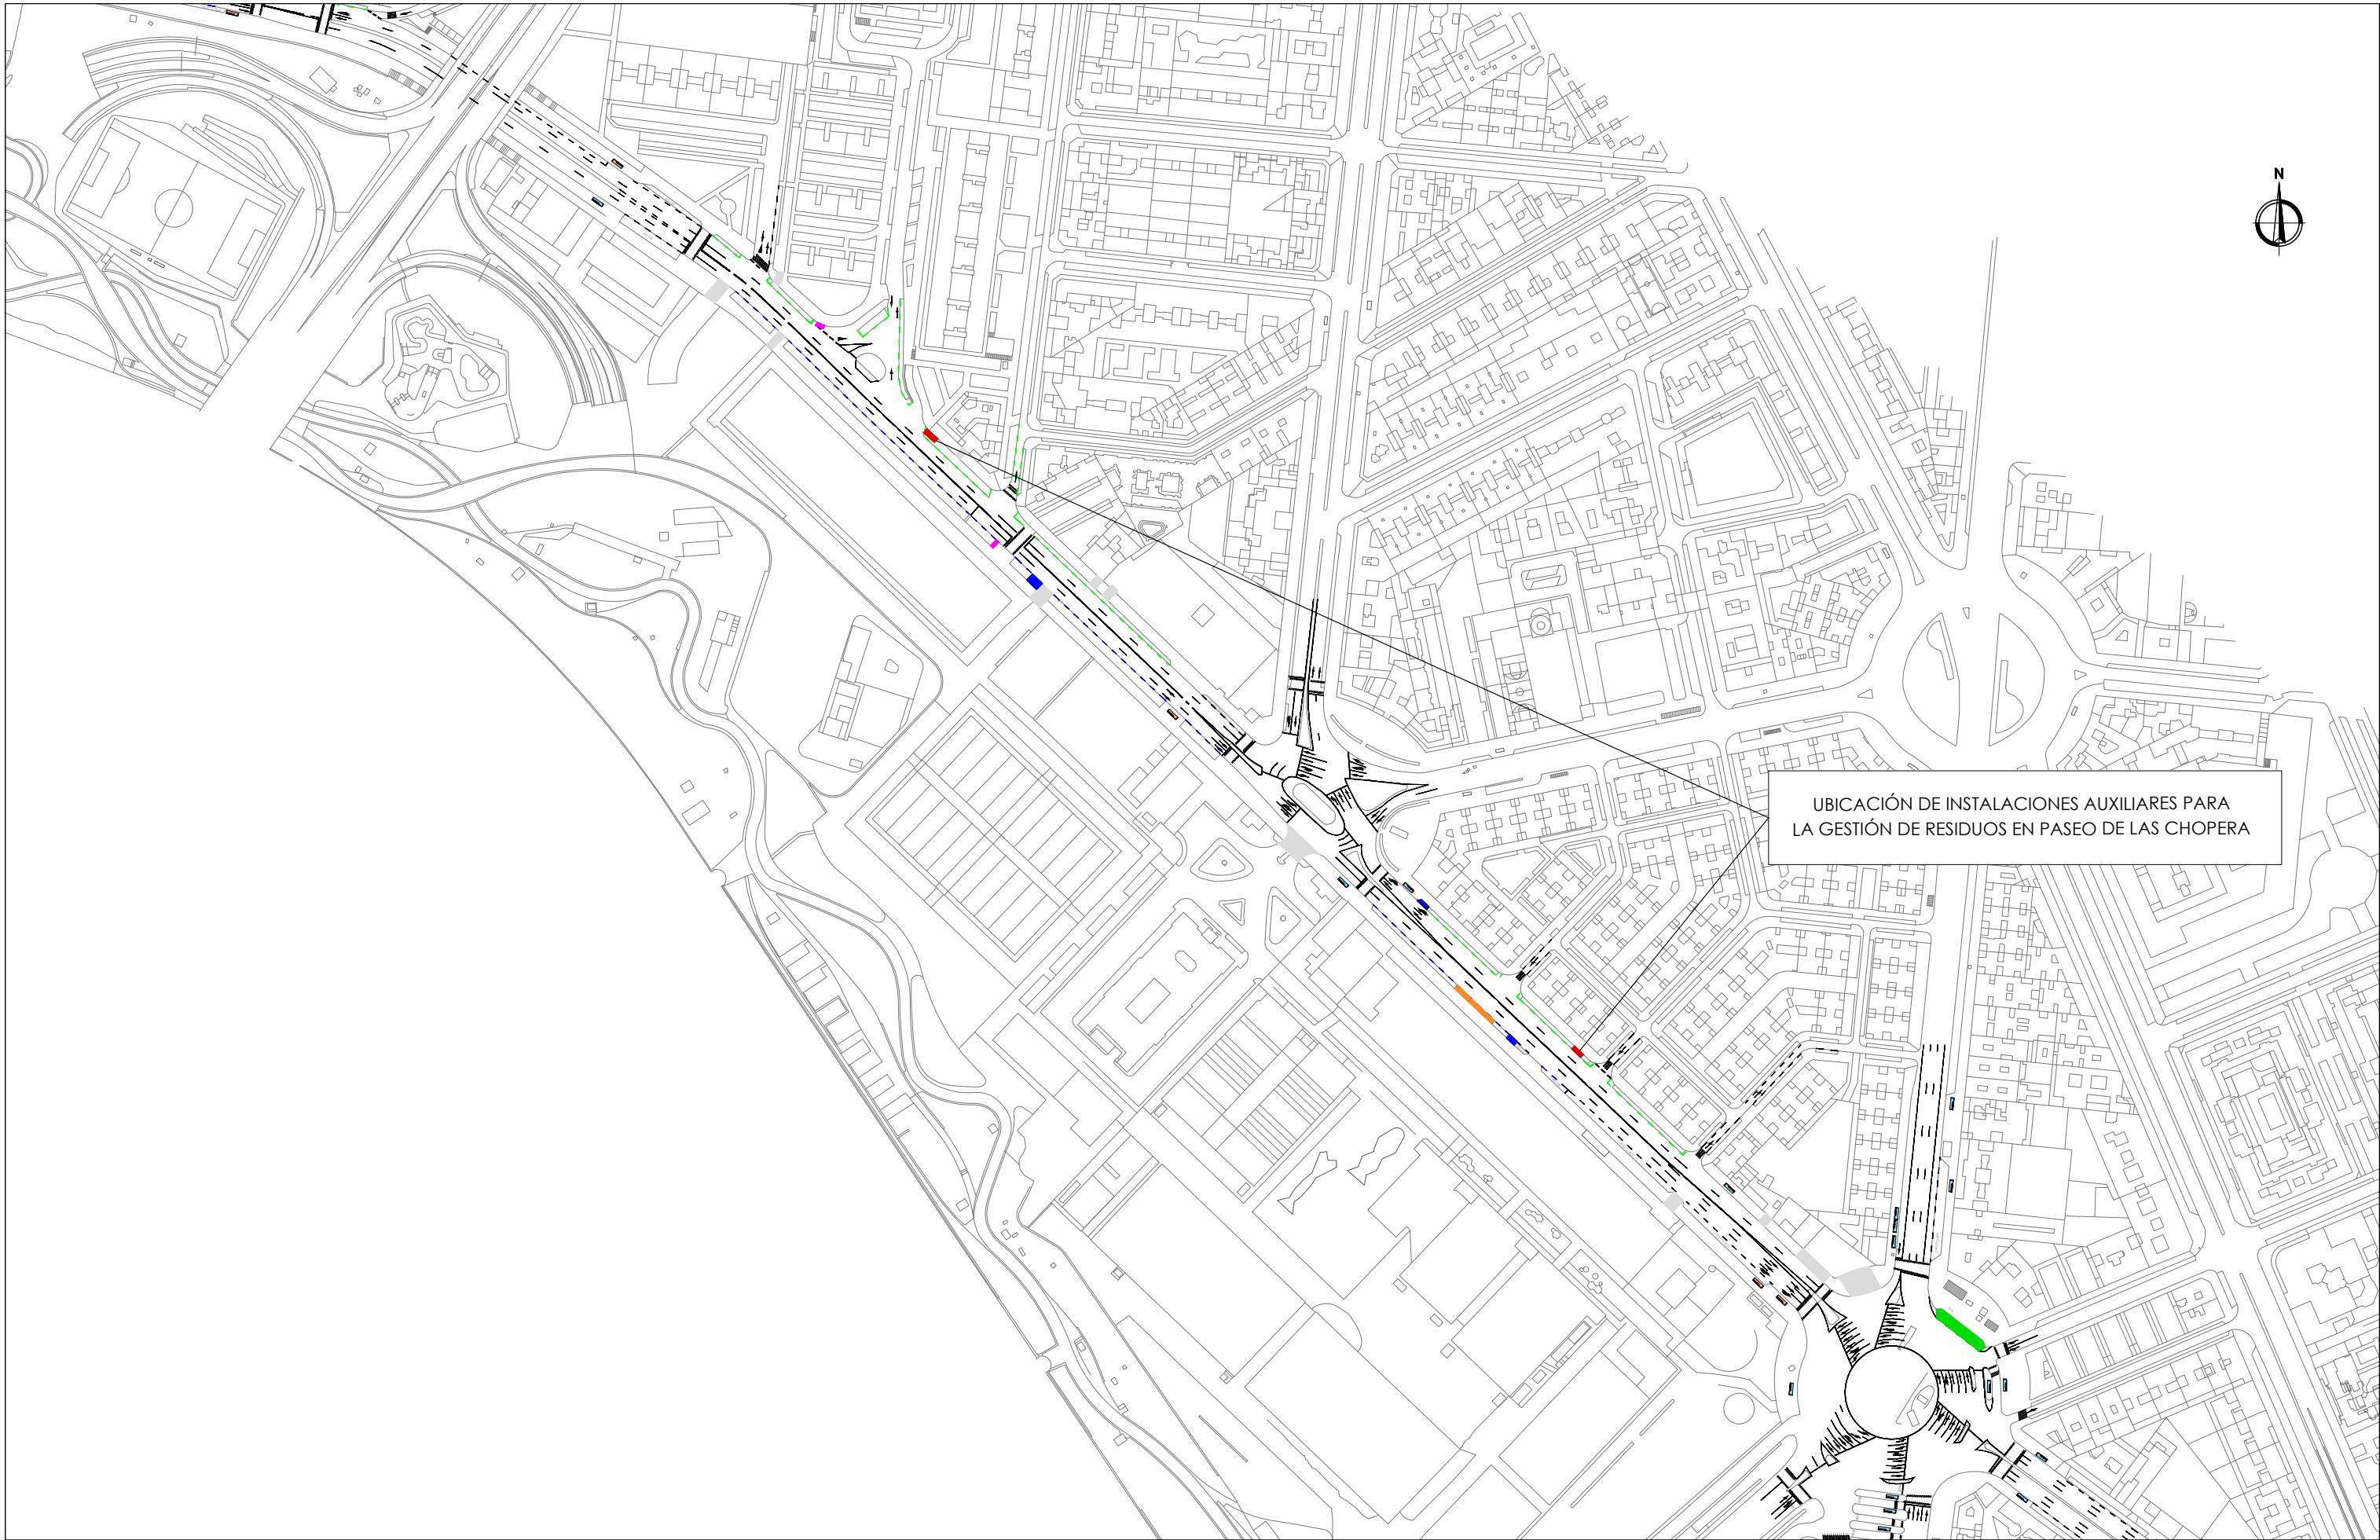 N
UBICACIÓN DE INSTALACIONES AUXILIARES PARA
LA GESTIÓN DE RESIDUOS EN PASEO DE LAS CHOPERA